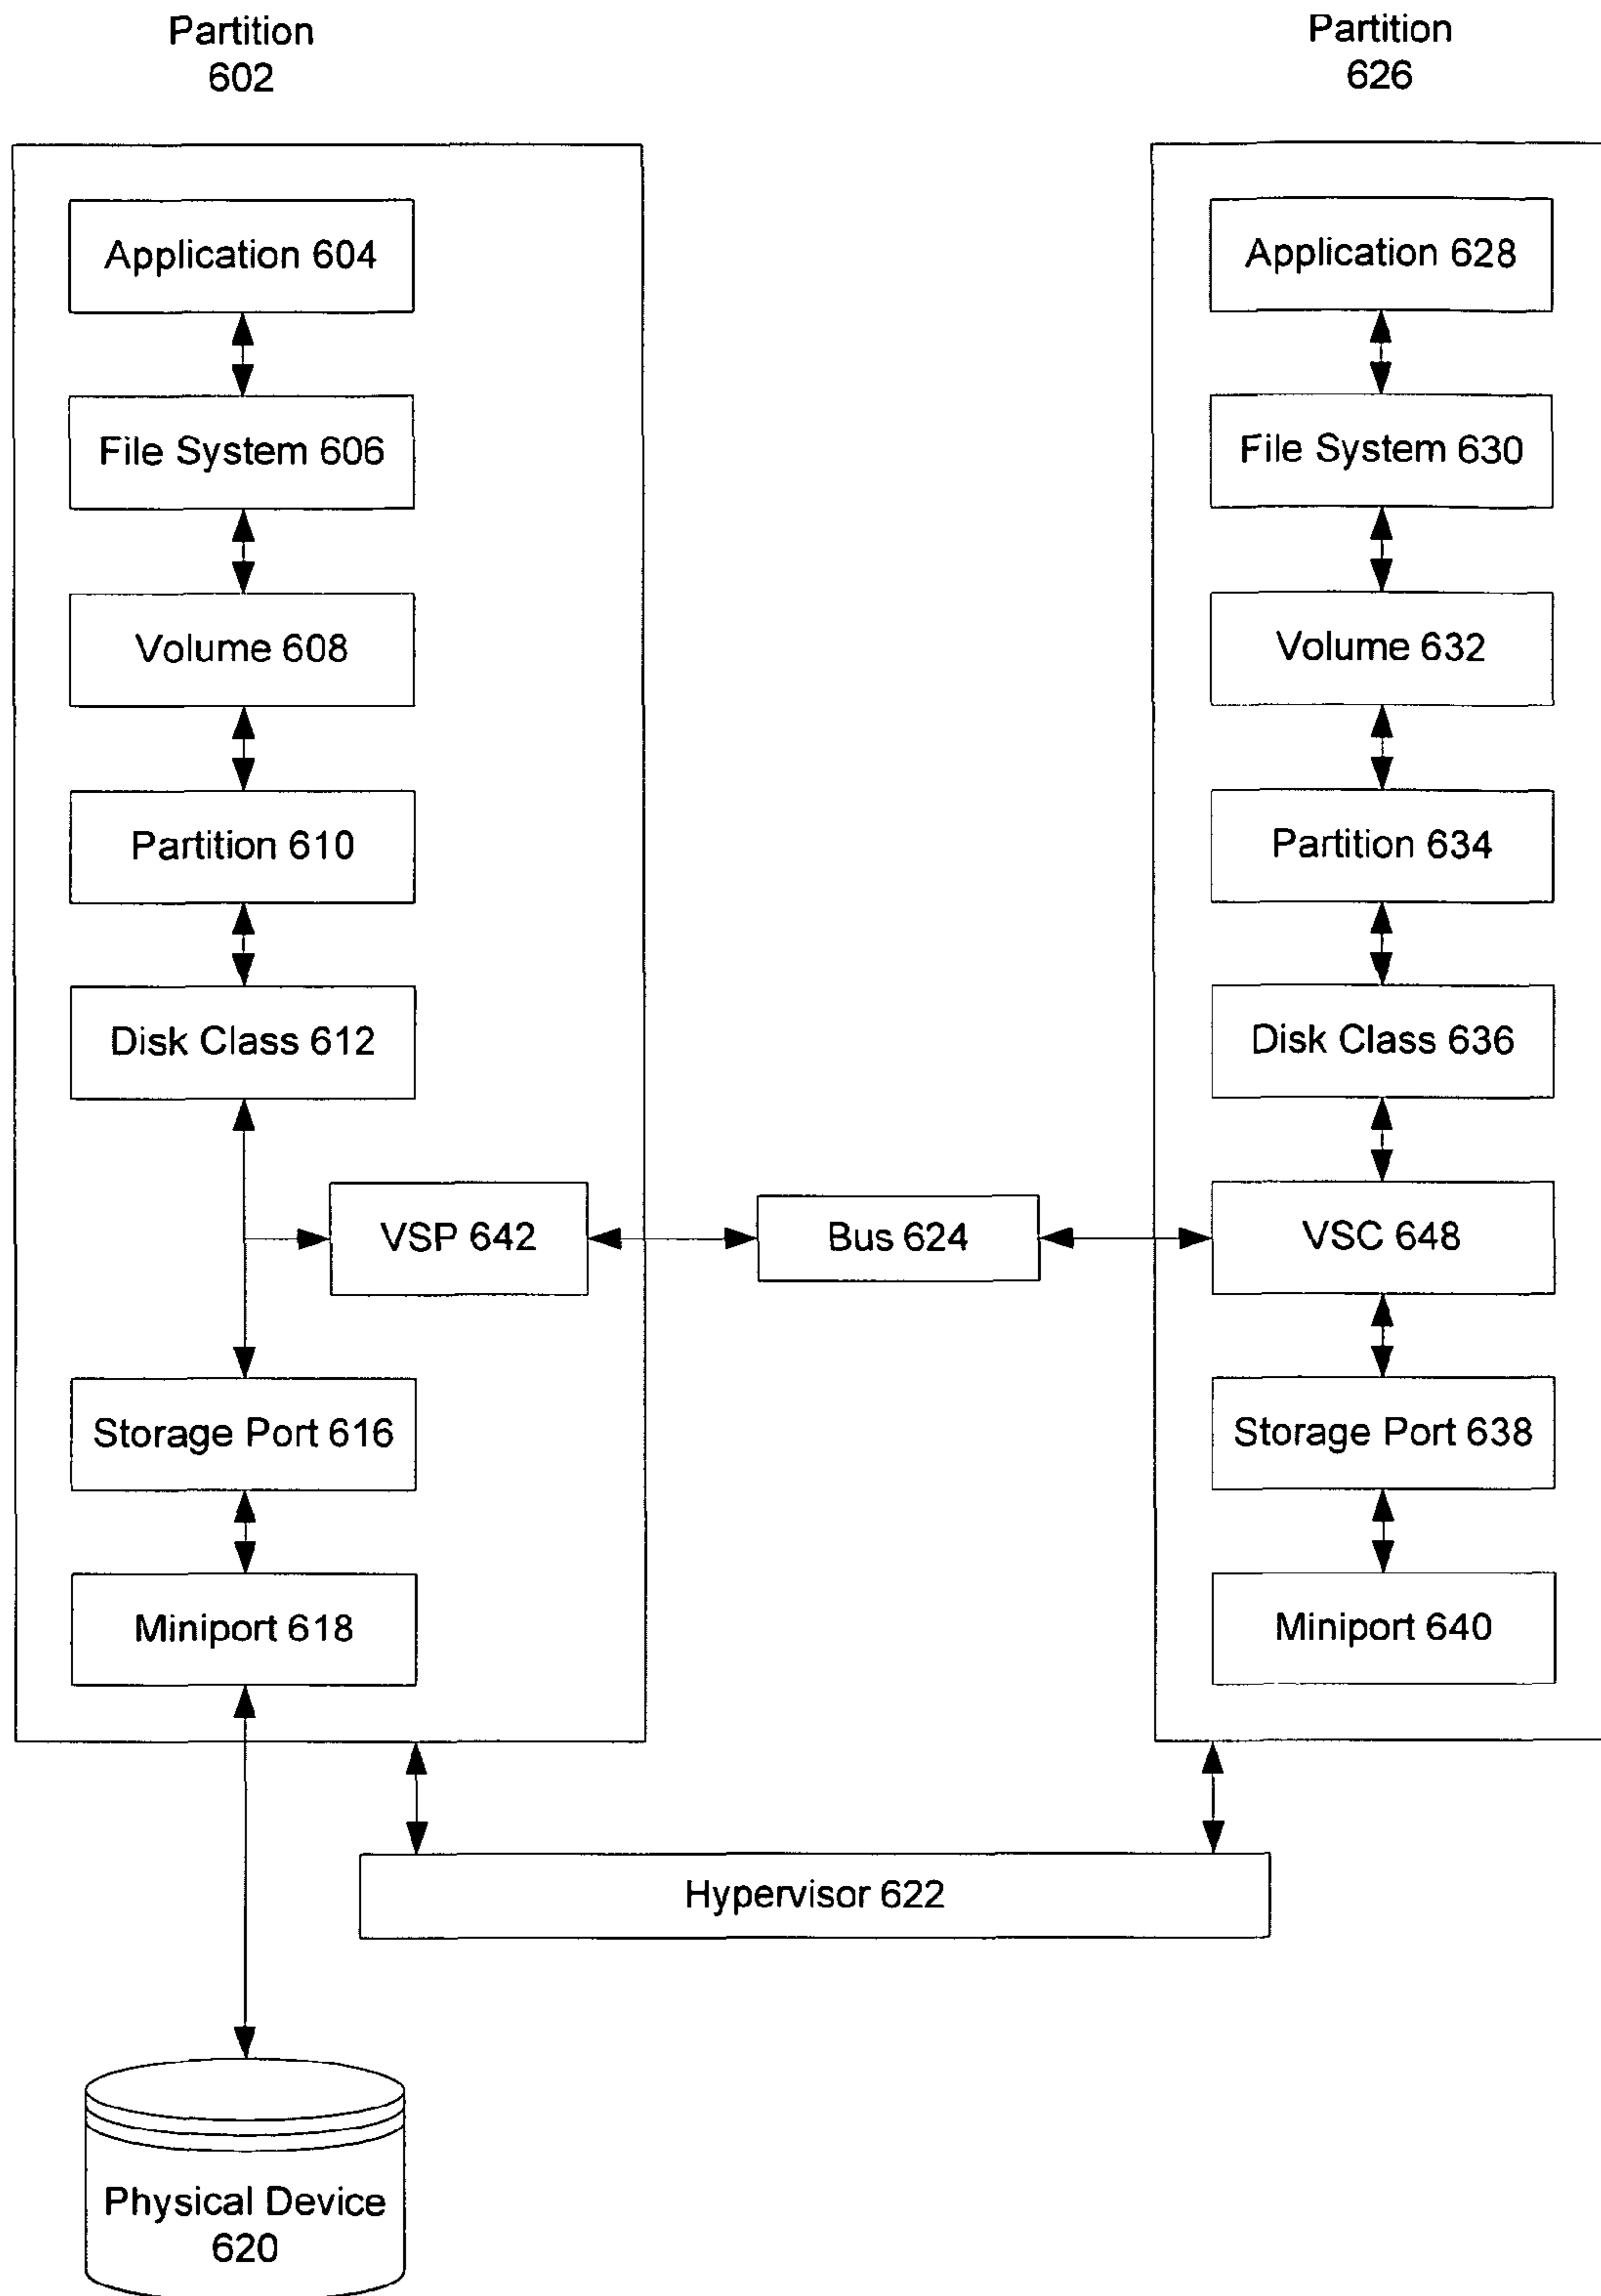 Partition
602
Partition
626
Application 604
Application 628
File System 606
File System 630
Volume 608
Volume 632
Partition 610
Partition 634
Disk Class 612
Disk Class 636
VSP 642
Bus 624
VSC 648
Storage Port 616
Storage Port 638
Miniport 618
Miniport 640
Hypervisor 622
Physical Device
620